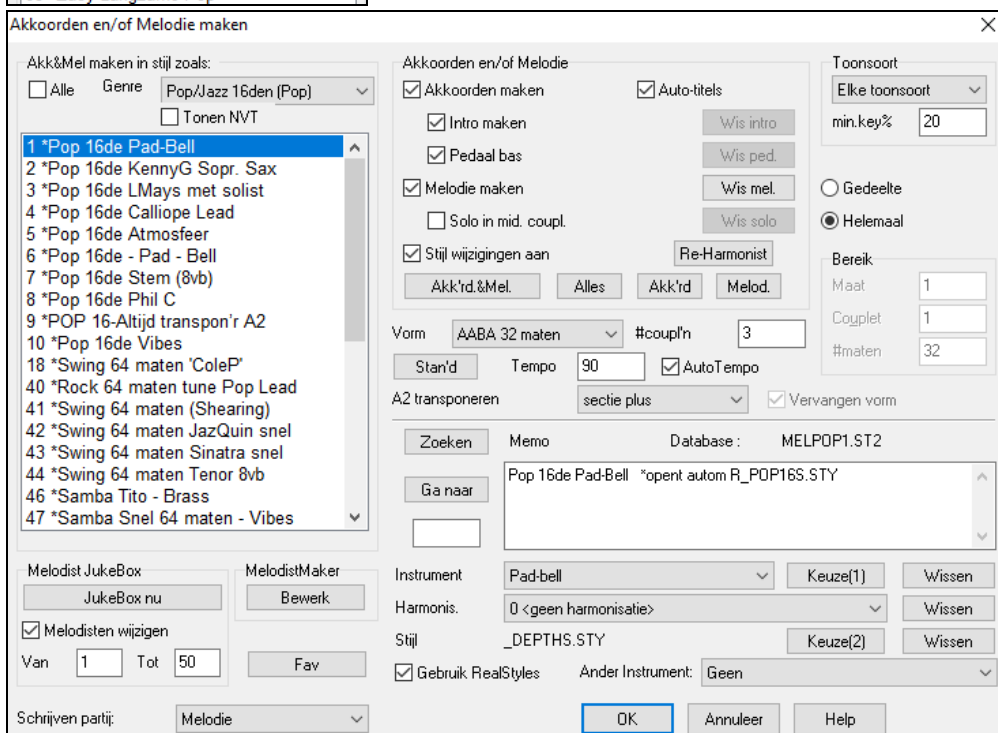 Akkoorden en/of Melodie maken
Akk&Mel maken in stijl zoals:
Alle Genre Pop/Jazz 16den (Pop)
Tonen NVT
1 *Pop 16de Pad-Bell
2 *Pop 16de KennyG Sopr. Sax
3 *Pop 16de LMays met solist
4 *Pop 16de Calliope Lead
5 *Pop 16de Atmosfeer
6 *Pop 16de - Pad - Bell
7 *Pop 16de Stem (8vb)
8 *Pop 16de Phil C
9 *POP 16-Altijd transpon'r A2
10 *Pop 16de Vibes
18 *Swing 64 maten 'ColeP'
40 *Rock 64 maten tune Pop Lead
41 *Swing 64 maten (Shearing)
42 *Swing 64 maten JazQuin snel
43 *Swing 64 maten Sinatra snel
44 *Swing 64 maten Tenor 8vb
46 *Samba Tito - Brass
47 *Samba Snel 64 maten - Vibes
Melodist JukeBox
JukeBox nu
Melodisten wijzigen
Van 1 Tot 50
MelodistMaker
Bewerk
Fav
Schrijven partij: Melodie
Akkoorden en/of Melodie
Akkoorden maken Auto-titels
Intro maken Wis intro
Pedaal bas Wis ped.
Melodie maken Wis mel.
Solo in mid. coupl. Wis solo
Stijl wijzigingen aan Re-Harmonist
Akk'rd.&Mel. Alles Akk'rd Melod.
Toonsoort
Elke toonsoort
min.key% 20
Gedeelte
Helemaal
Bereik
Maat 1
Couplet 1
#maten 32
Vorm AABA 32 maten #coupl'n 3
Stan'd Tempo 90 AutoTempo
A2 transponeren sectie plus Vervangen vorm
Zoeken Memo Database : MELPOP1.ST2
Ga naar
Pop 16de Pad-Bell *opent autom R_POP16S.STY
Instrument Pad-bell Keuze(1) Wissen
Harmonis. 0 <geen harmonisatie> Wissen
Stijl _DEPTHS.STY Keuze(2) Wissen
Gebruik RealStyles Ander Instrument: Geen
OK Annuleer Help